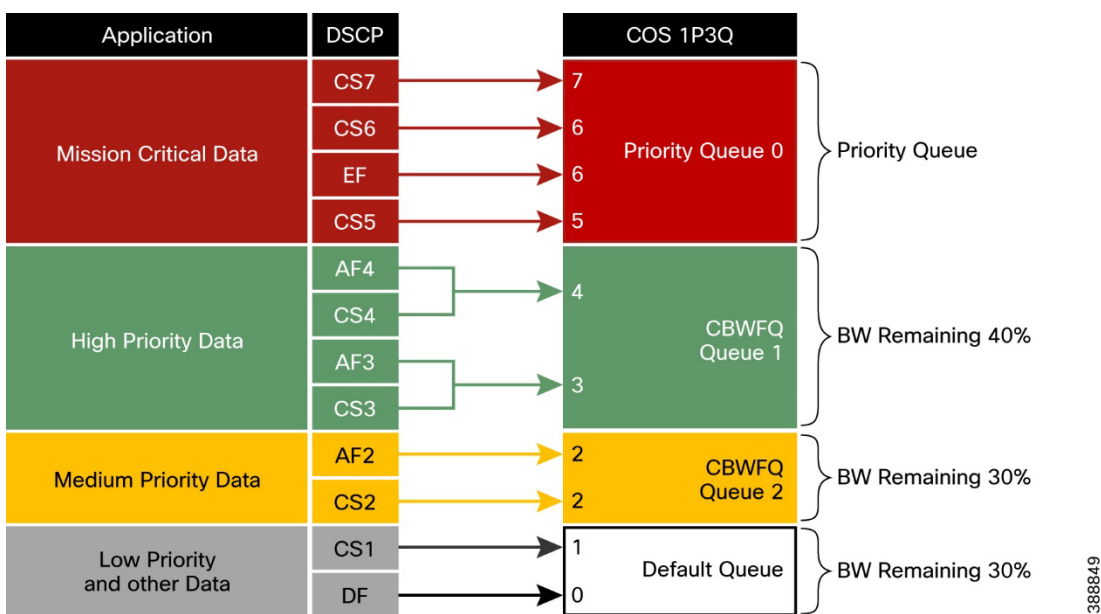 Application DSCP COS 1P3Q
Mission Critical Data
CS7 7
CS6 6
EF 6
CS5 5
Priority Queue 0
Priority Queue
High Priority Data
AF4
CS4
4
AF3
CS3
3
CBWFQ
Queue 1
BW Remaining 40%
Medium Priority Data
AF2 2
CS2 2
CBWFQ
Queue 2
BW Remaining 30%
Low Priority
and other Data
CS1 1
DF 0
Default Queue
BW Remaining 30%
388849